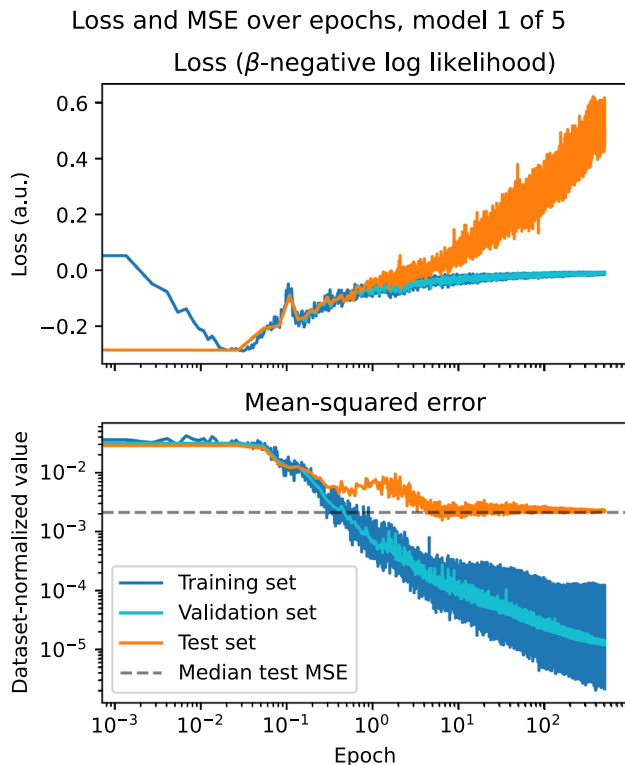 Loss and MSE over epochs, model 1 of 5
Loss (β-negative log likelihood)
Loss (a.u.)
0.6
0.4
0.2
0.0
−0.2
10⁻³ 10⁻² 10⁻¹ 10⁰ 10¹ 10²
Mean-squared error
Dataset-normalized value
10⁻²
10⁻³
10⁻⁴
10⁻⁵
Training set
Validation set
Test set
Median test MSE
Epoch